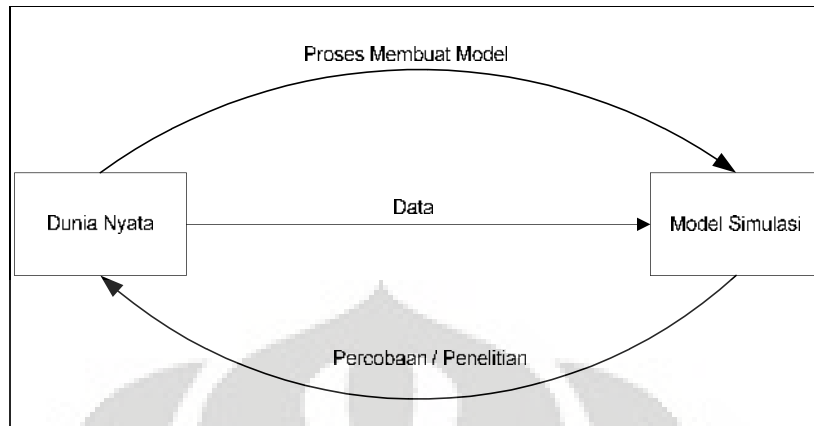 Proses Membuat Model
Dunia Nyata
Data
Model Simulasi
Percobaan / Penelitian